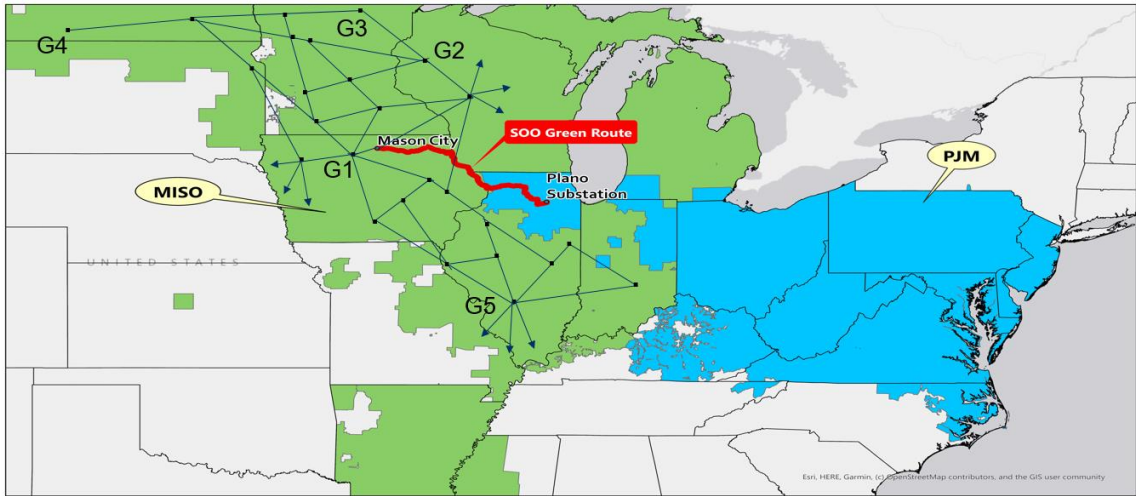 G4
G3
G2
SOO Green Route
Mason City
PJM
G1
Plano
Substation
MISO
UNITED STATES
G5
Esri, HERE, Garmin, (c) OpenStreetMap contributors, and the GIS user community